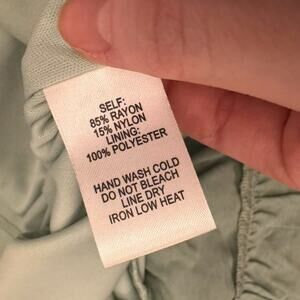 SELF:
85% RAYON
15% NYLON
LINING:
100% POLYESTER
HAND WASH COLD
DO NOT BLEACH
LINE DRY
IRON LOW HEAT